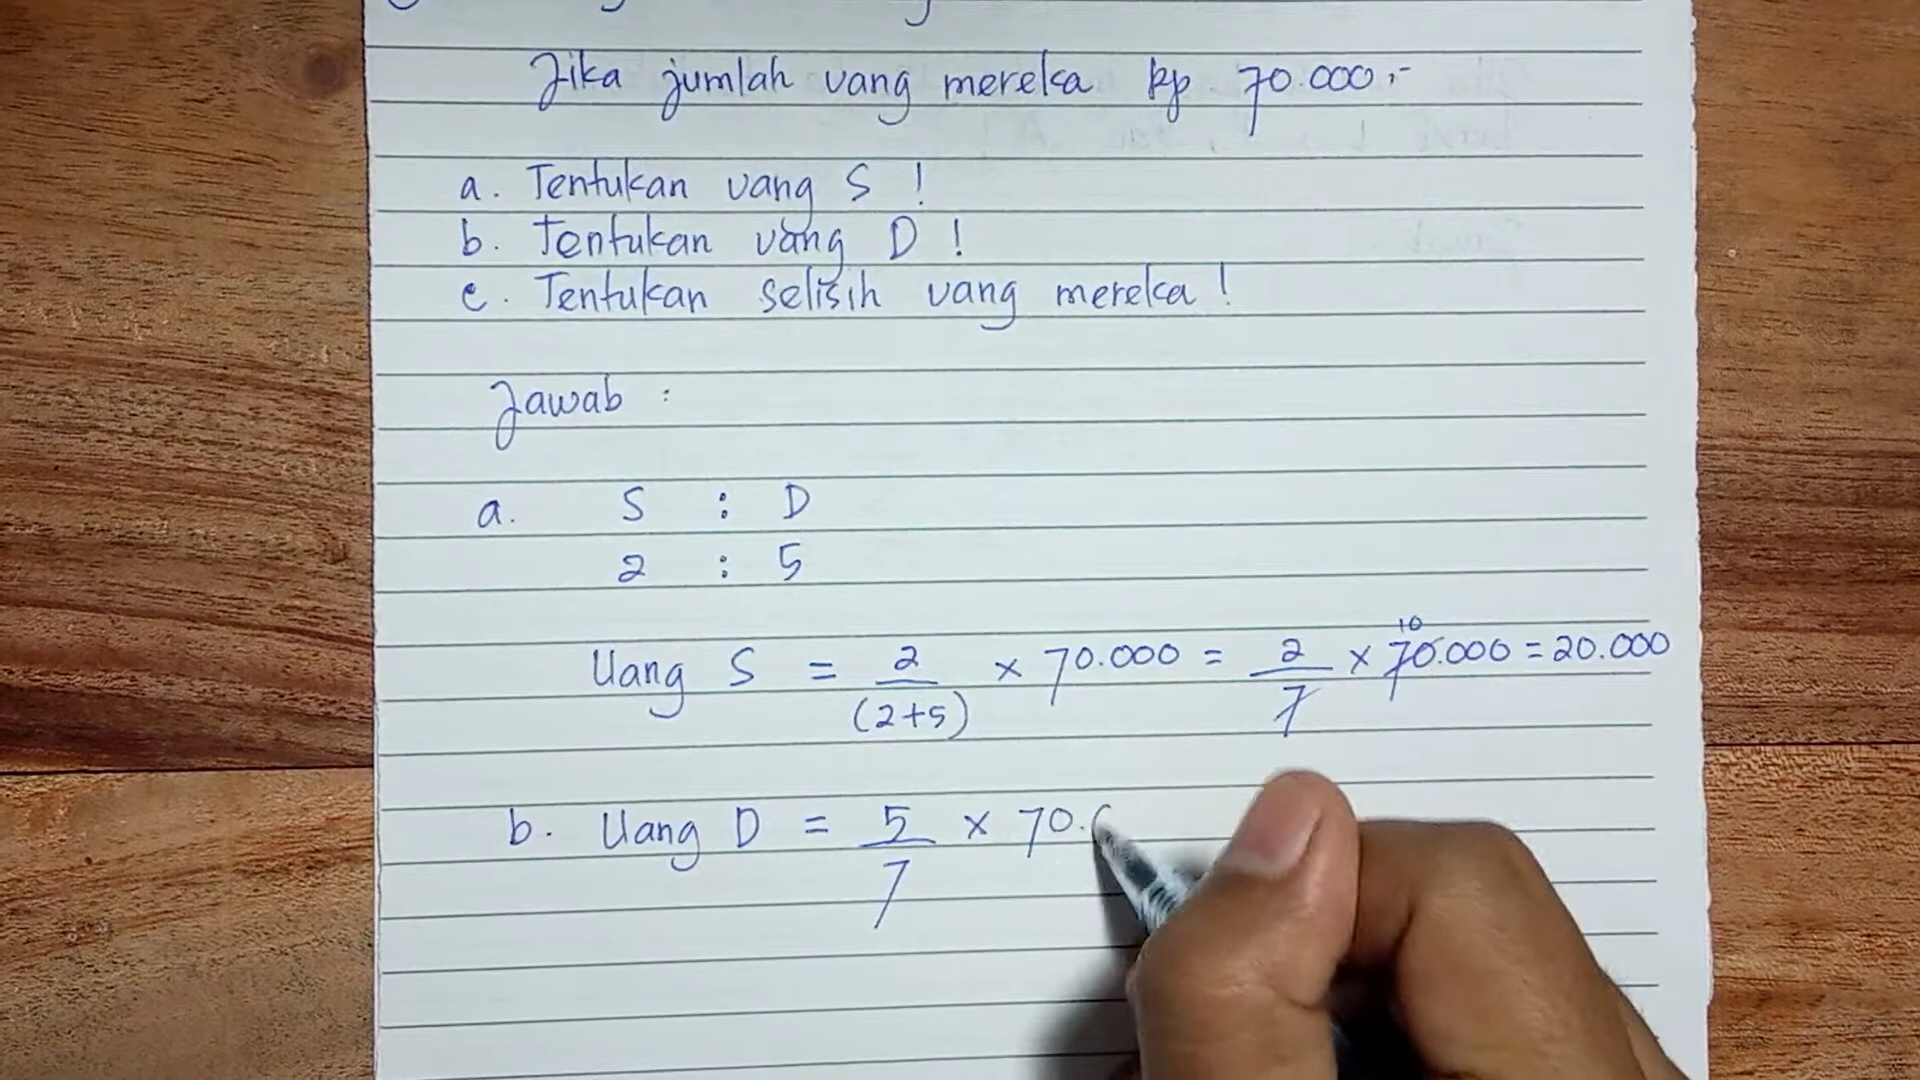 Jika jumlah uang mereka Rp 70.000,-
a. Tentukan uang S !
b. Tentukan uang D !
c. Tentukan selisih uang mereka !
Jawab :
a. S : D
2 : 5
Uang S = 2/(2+5) × 70.000 = 2/7 × 70.000 = 20.000
10
b. Uang D = 5/7 × 70.